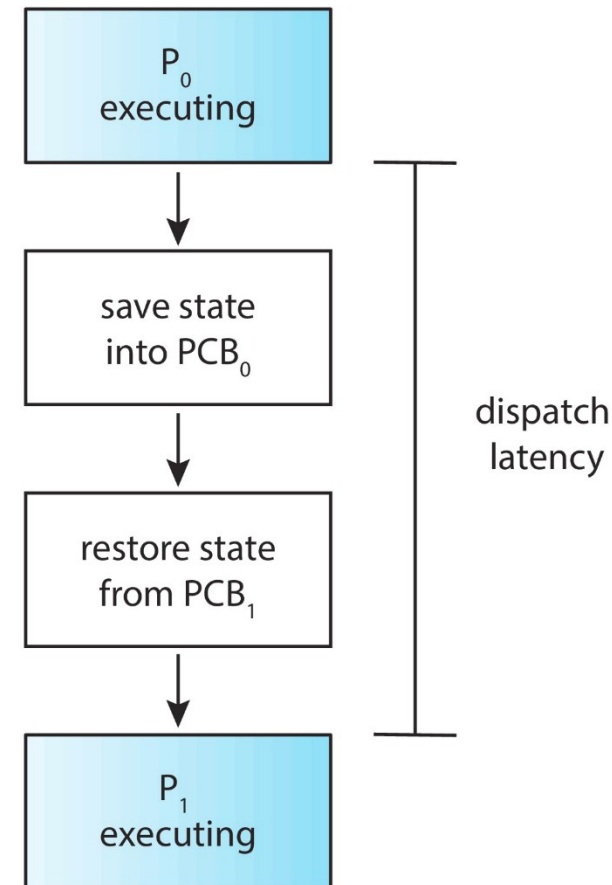 P₀
executing
save state
into PCB₀
restore state
from PCB₁
P₁
executing
dispatch
latency